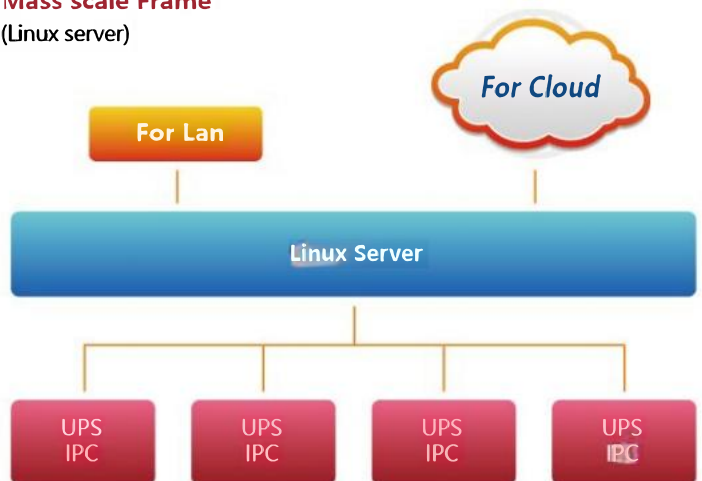 Mass scale Frame
(Linux server)
For Cloud
For Lan
Linux Server
UPS
IPC
UPS
IPC
UPS
IPC
UPS
IPC